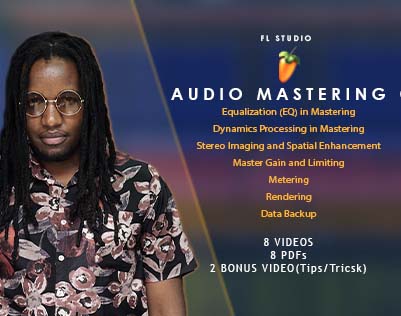 FL STUDIO
AUDIO MASTERING
Equalization (EQ) in Mastering
Dynamics Processing in Mastering
Stereo Imaging and Spatial Enhancement
Master Gain and Limiting
Metering
Rendering
Data Backup
8 VIDEOS
8 PDFs
2 BONUS VIDEO(Tips/Tricsk)